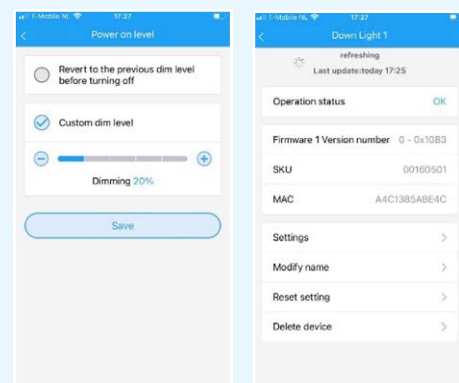 T-Mobile NL 17:27
Power on level
Revert to the previous dim level
before turning off
Custom dim level
Dimming 20%
Save
T-Mobile NL 17:27
Down Light 1
refreshing
Last update:today 17:25
Operation status OK
Firmware 1 Version number 0 - 0x10B3
SKU 00160501
MAC A4C1385ABE4C
Settings
Modify name
Reset setting
Delete device